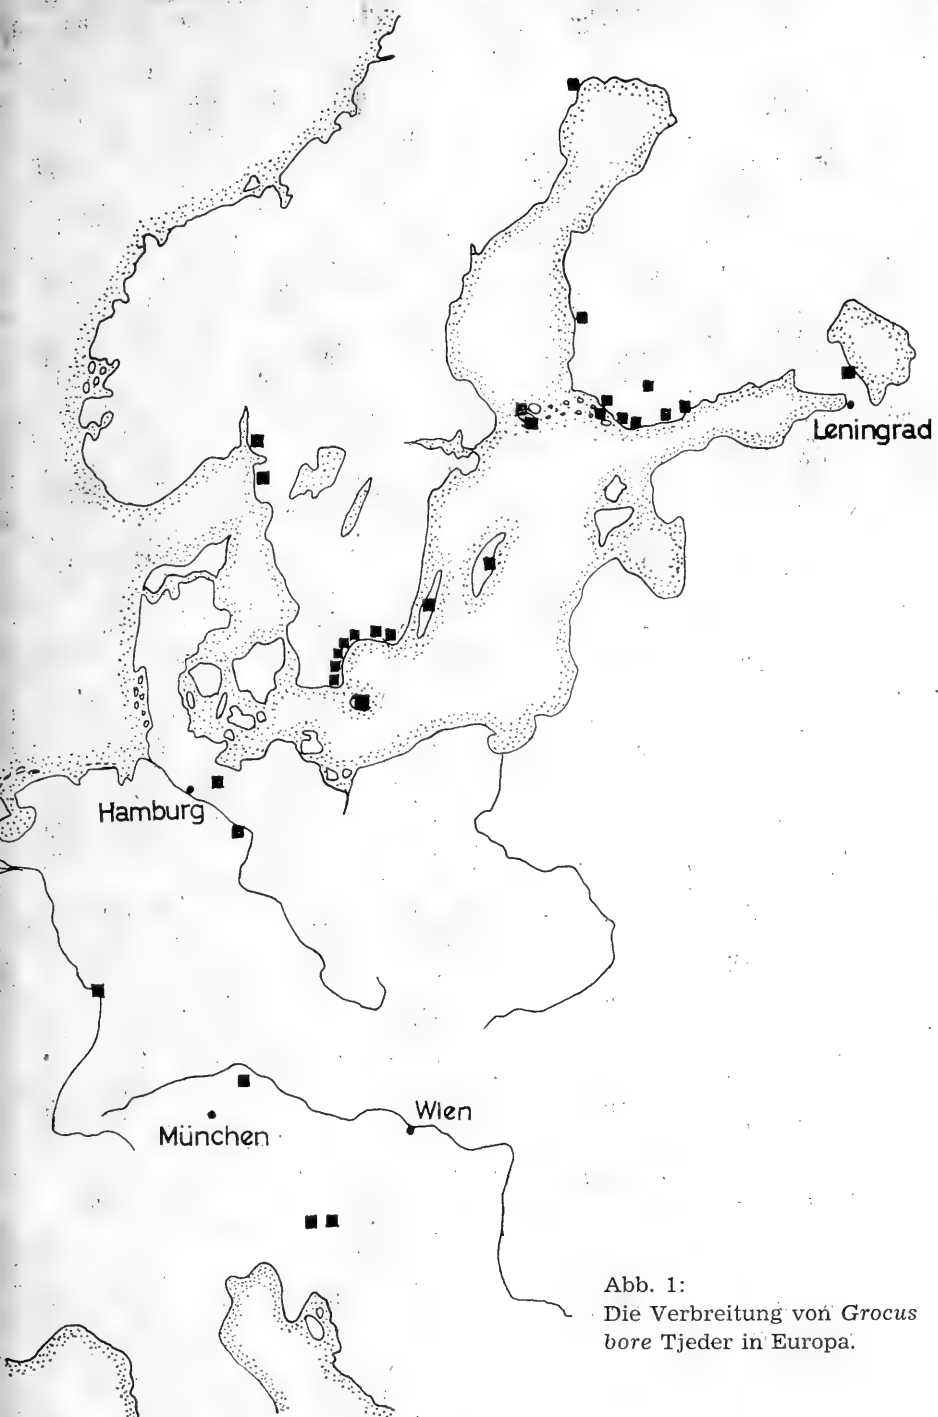 Leningrad
Hamburg
Wien
München
Abb. 1:
Die Verbreitung von Grocus
bore Tjeder in Europa.